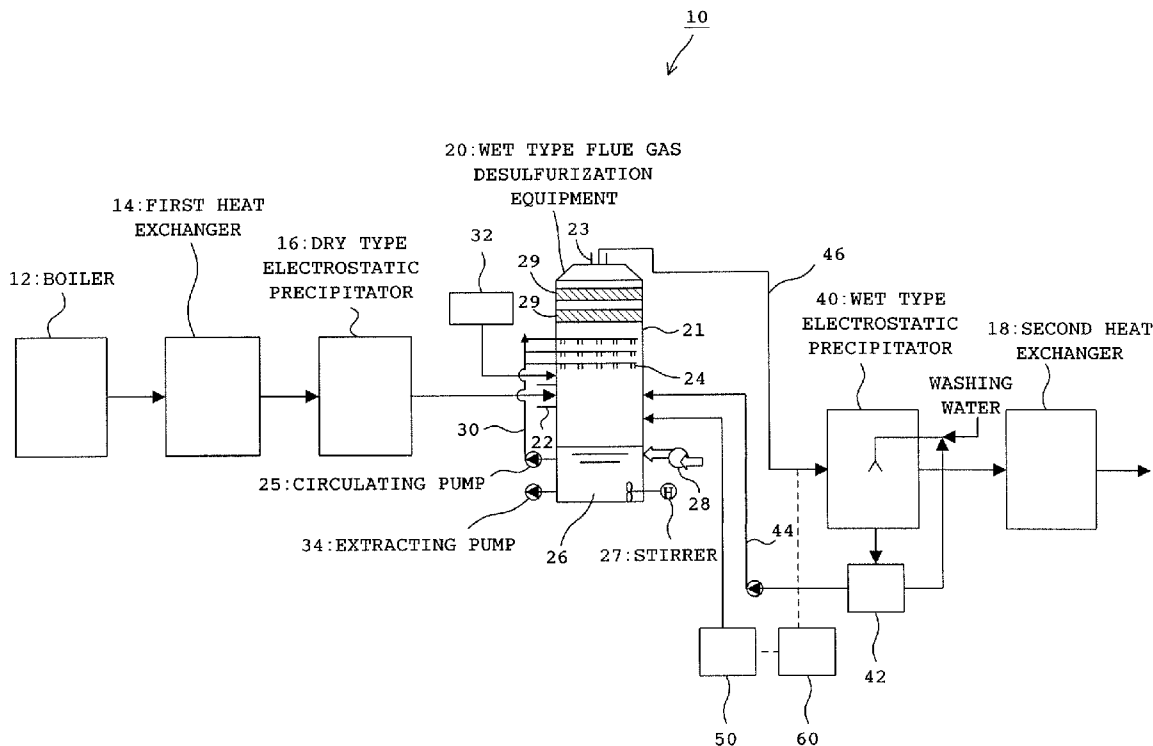 10
20:WET TYPE FLUE GAS
DESULFURIZATION
EQUIPMENT
14:FIRST HEAT
EXCHANGER
16:DRY TYPE
ELECTROSTATIC
PRECIPITATOR
12:BOILER
32
23
29
29
46
21
40:WET TYPE
ELECTROSTATIC
PRECIPITATOR
18:SECOND HEAT
EXCHANGER
24
WASHING
WATER
30
22
25:CIRCULATING PUMP
28
34:EXTRACTING PUMP
26
H
27:STIRRER
44
42
50
60